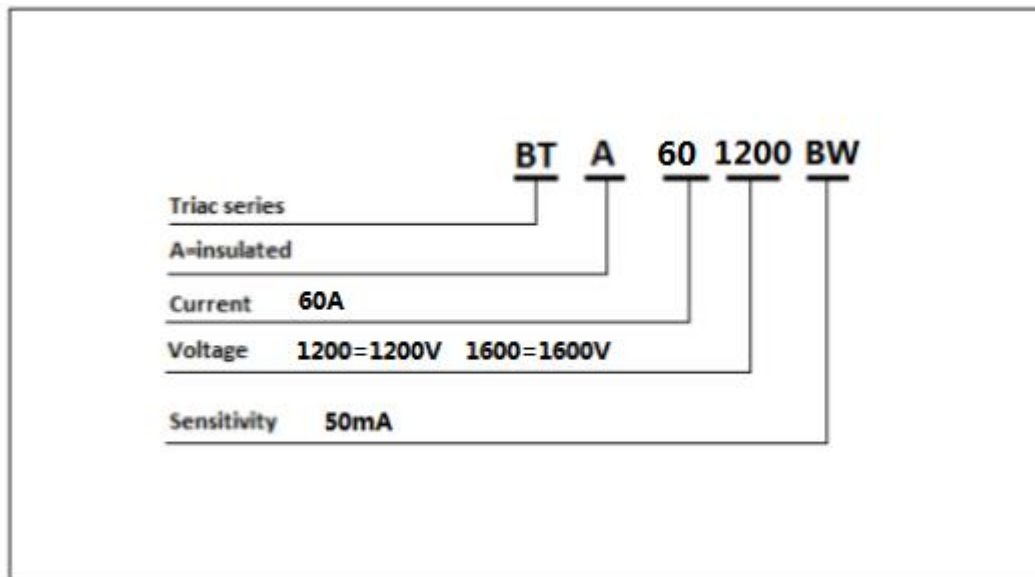 BT A 60 1200 BW
Triac series
A=insulated
Current 60A
Voltage 1200=1200V 1600=1600V
Sensitivity 50mA